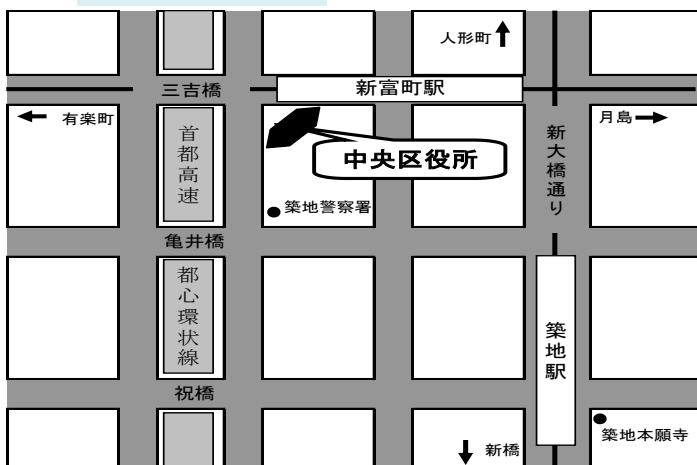 人形町
三吉橋
新富町駅
有楽町
首都高速
中央区役所
新大橋通り
月島
築地警察署
亀井橋
都心環状線
築地駅
祝橋
築地本願寺
新橋